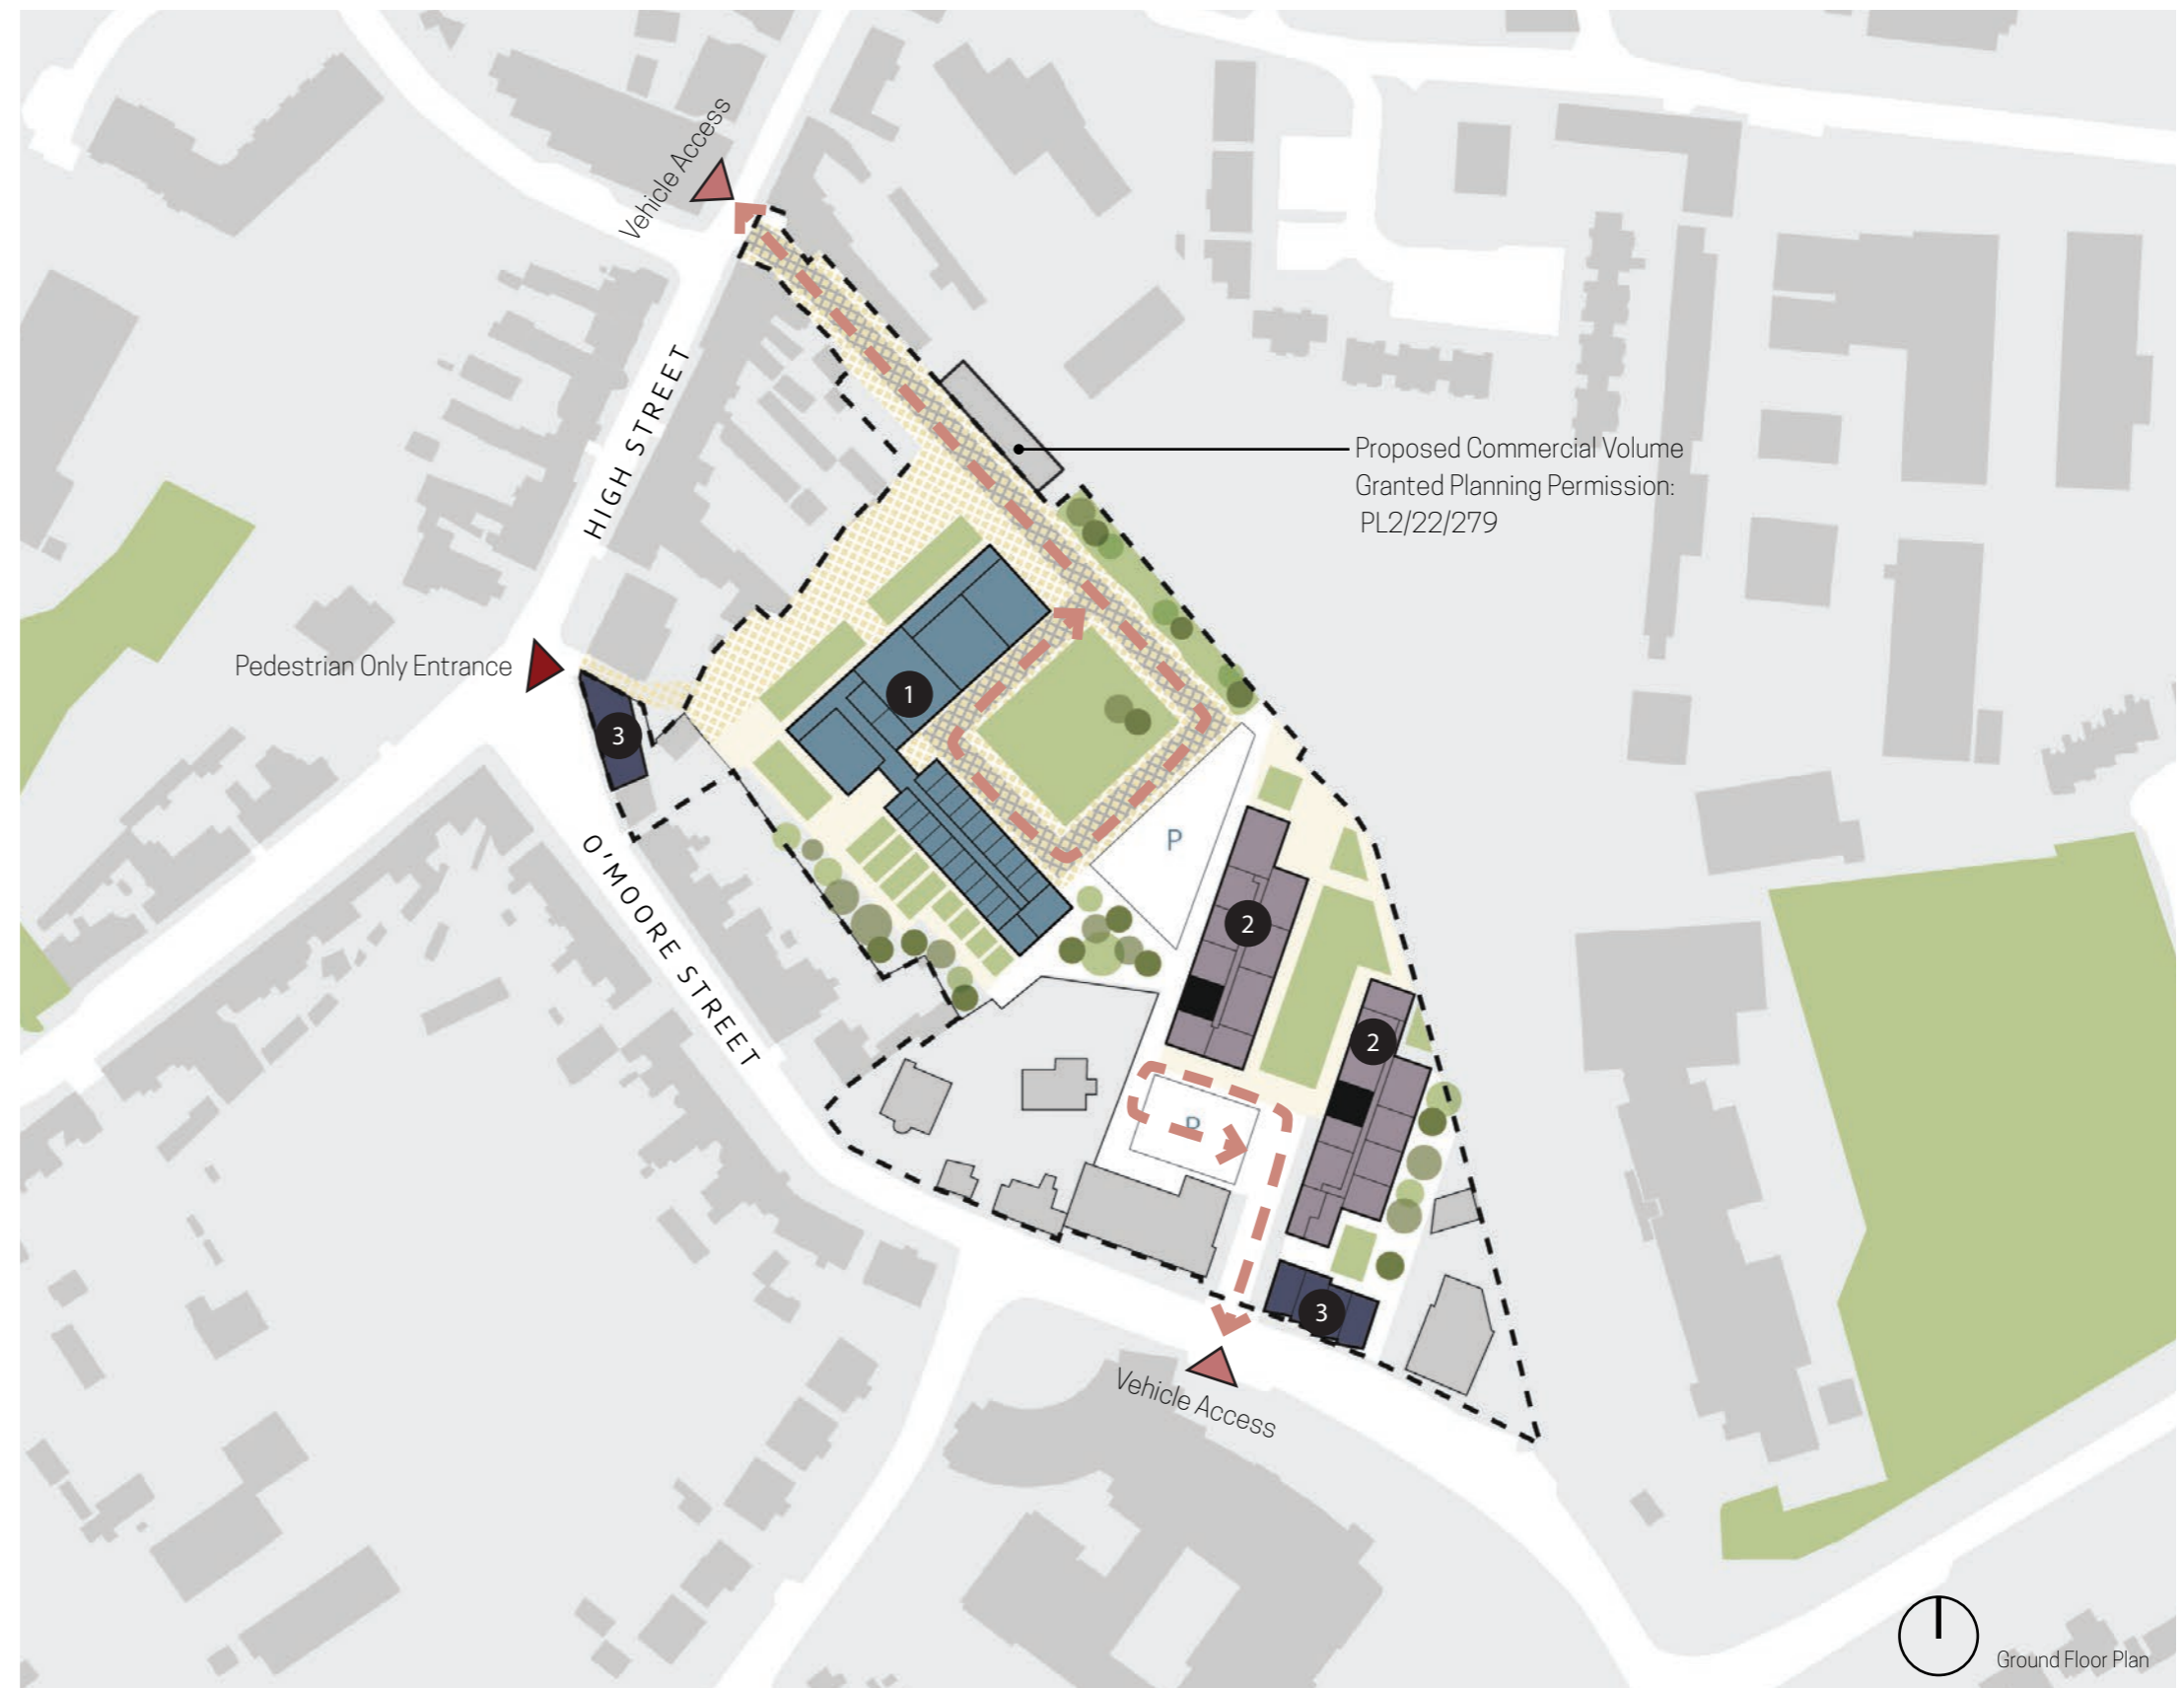 Vehicle Access
HIGH STREET
Proposed Commercial Volume
Granted Planning Permission:
PL2/22/279
Pedestrian Only Entrance
1
3
P
O'MOORE STREET
2
2
P
3
Vehicle Access
Ground Floor Plan